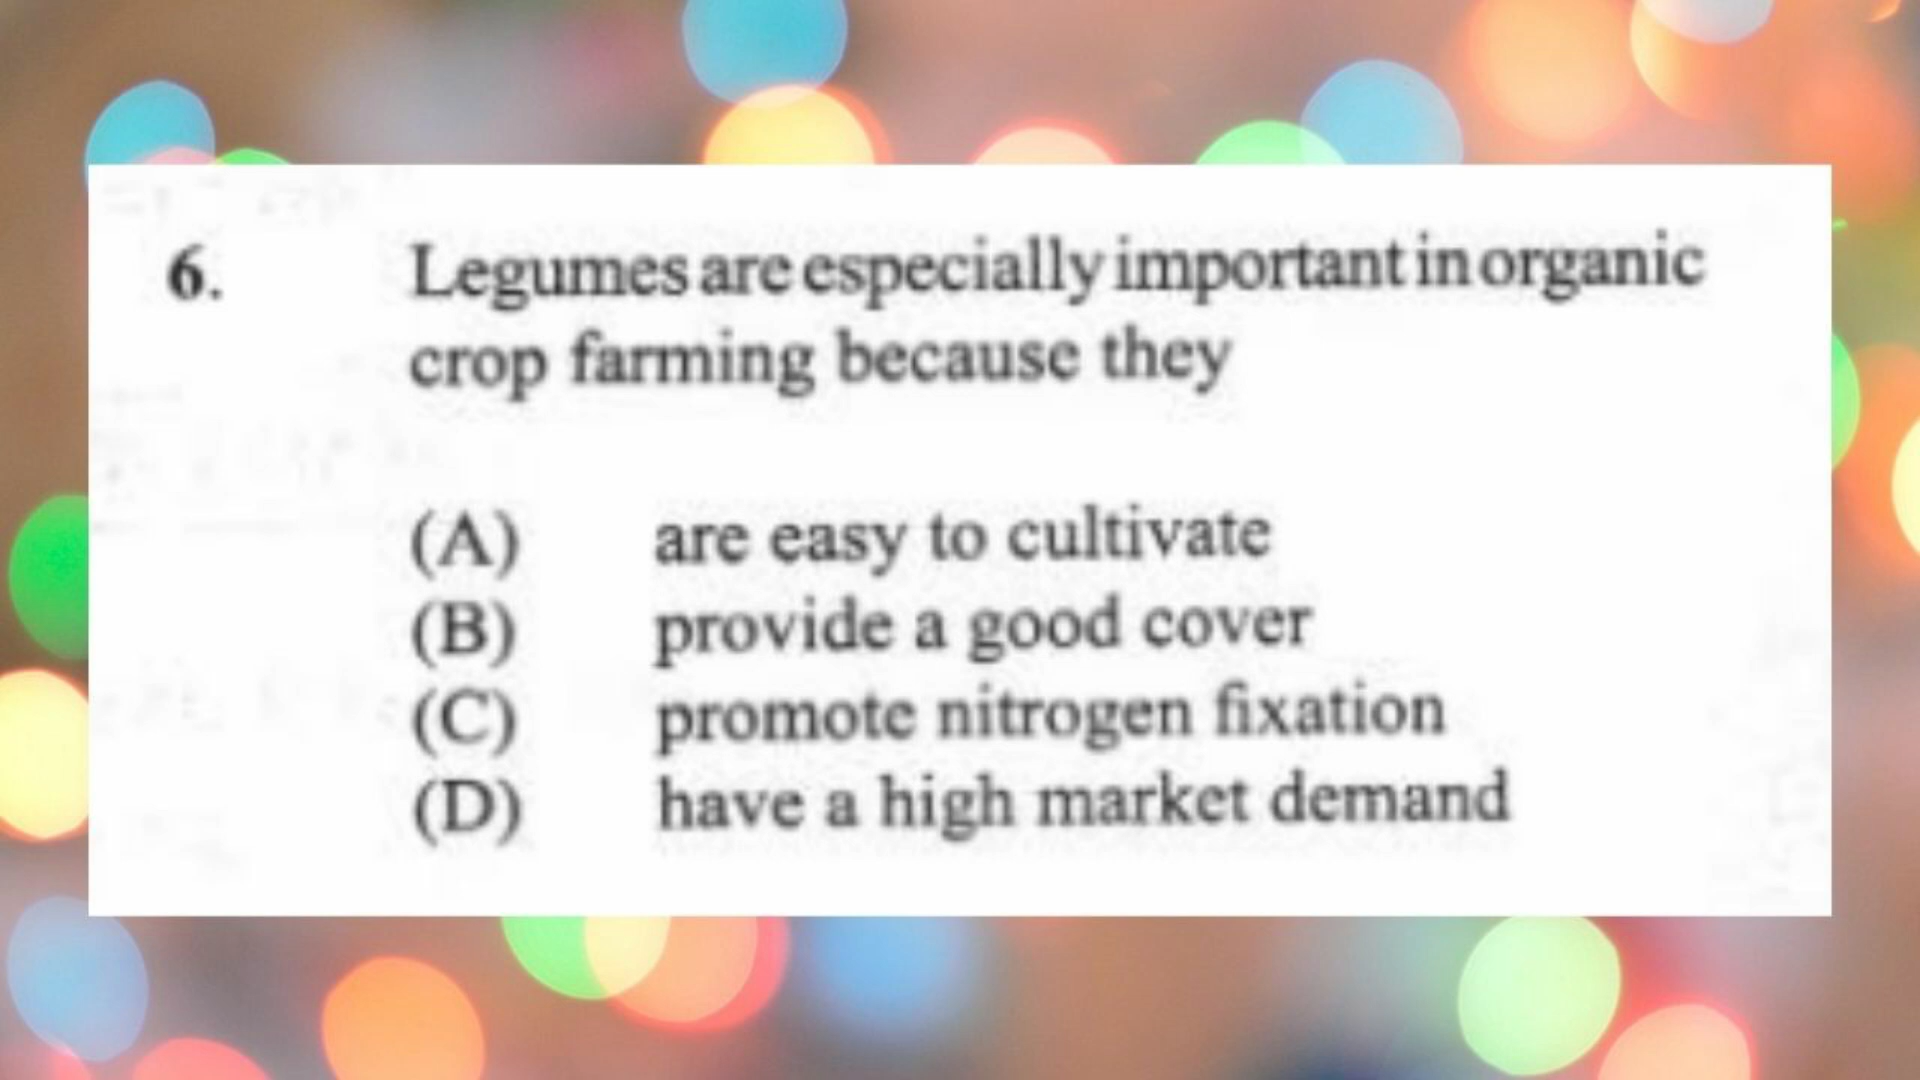 6. Legumes are especially important in organic
crop farming because they
(A) are easy to cultivate
(B) provide a good cover
(C) promote nitrogen fixation
(D) have a high market demand